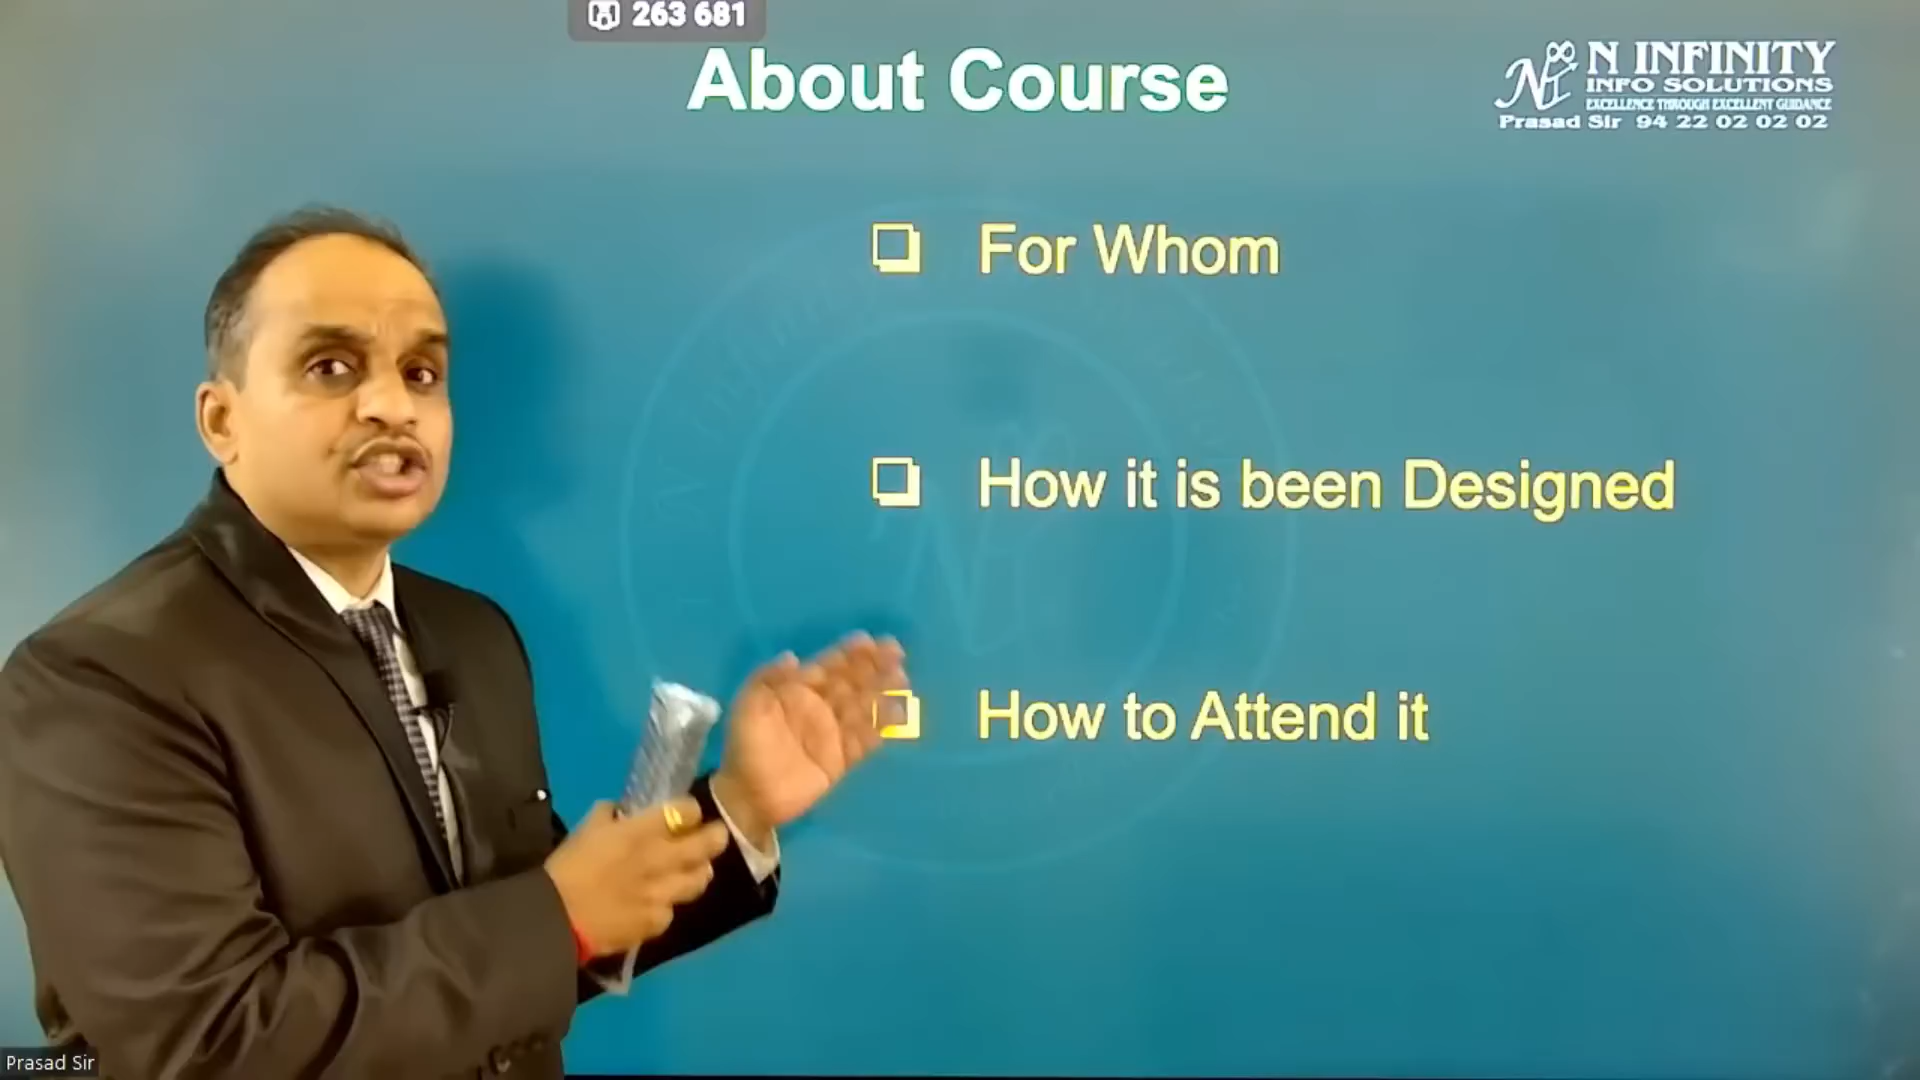 263 681
About Course
N INFINITY
INFO SOLUTIONS
EXCELLENCE THROUGH EXCELLENT GUIDANCE
Prasad Sir 94 22 02 02 02
For Whom
How it is been Designed
How to Attend it
Prasad Sir